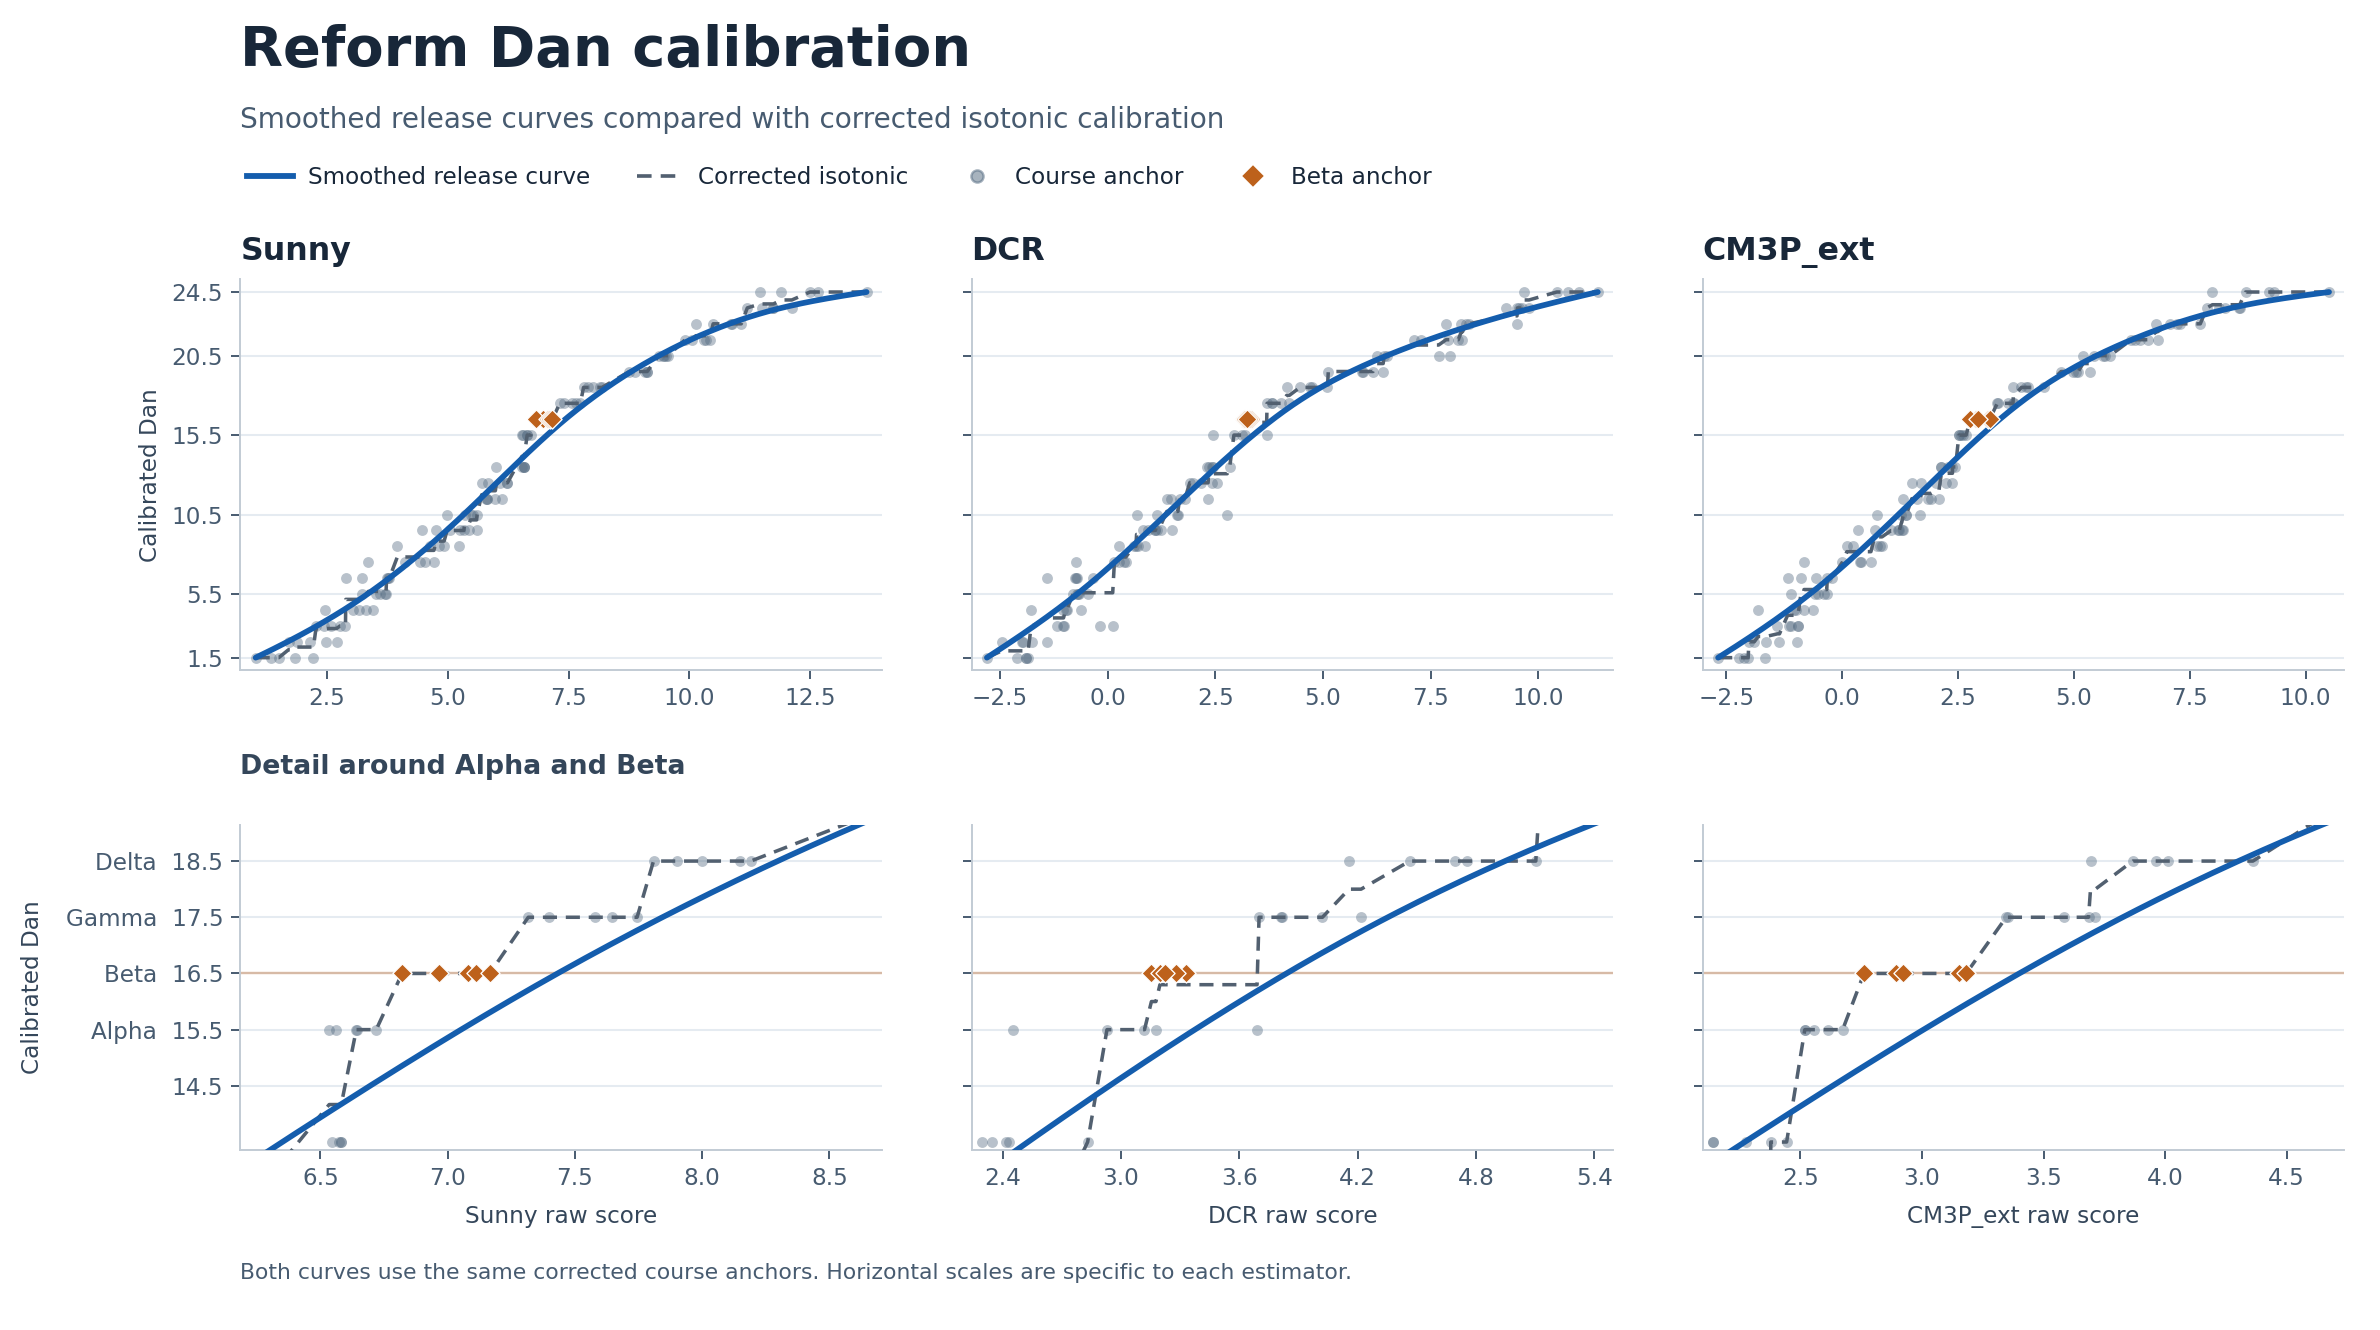 Reform Dan calibration
Smoothed release curves compared with corrected isotonic calibration
Smoothed release curve   Corrected isotonic   Course anchor   Beta anchor
Sunny   DCR   CM3P_ext
Calibrated Dan
24.5
20.5
15.5
10.5
5.5
1.5
2.5 5.0 7.5 10.0 12.5   −2.5 0.0 2.5 5.0 7.5 10.0   −2.5 0.0 2.5 5.0 7.5 10.0
Detail around Alpha and Beta
Calibrated Dan
Delta 18.5
Gamma 17.5
Beta 16.5
Alpha 15.5
14.5
6.5 7.0 7.5 8.0 8.5   2.4 3.0 3.6 4.2 4.8 5.4   2.5 3.0 3.5 4.0 4.5
Sunny raw score   DCR raw score   CM3P_ext raw score
Both curves use the same corrected course anchors. Horizontal scales are specific to each estimator.